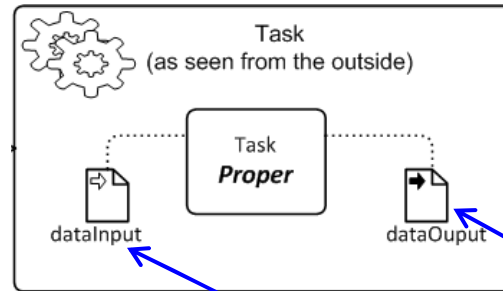 Task
(as seen from the outside)
Task
Proper
dataInput
dataOuput